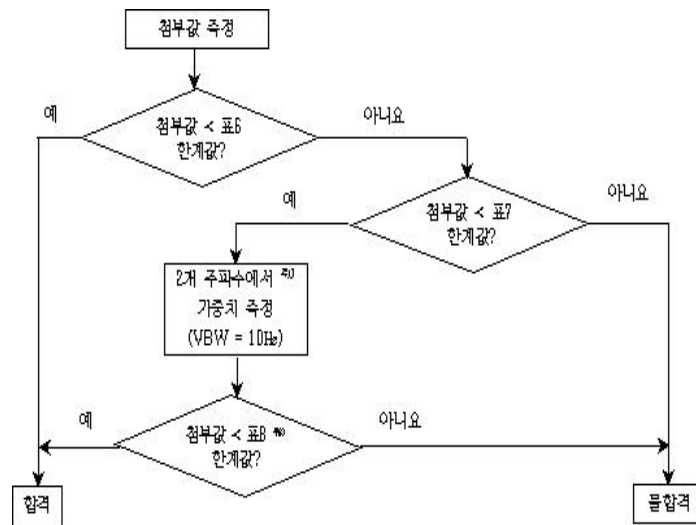 첨부값 측정
예
아니요
첨부값 < 표6
한계값?
예
아니요
첨부값 < 표7
한계값?
2개 주파수에서
가중치 측정
(VBW = 10Hz)
예
아니요
첨부값 < 표8
한계값?
합격
불합격